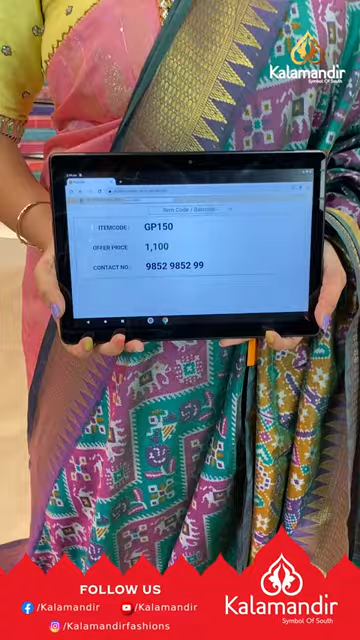 Kalamandir
Symbol Of South
Item Code / Barcode
ITEMCODE : GP150
OFFER PRICE 1,100
CONTACT NO.: 9852 9852 99
FOLLOW US
/Kalamandir
/Kalamandir
/Kalamandirfashions
Kalamandir
Symbol Of South